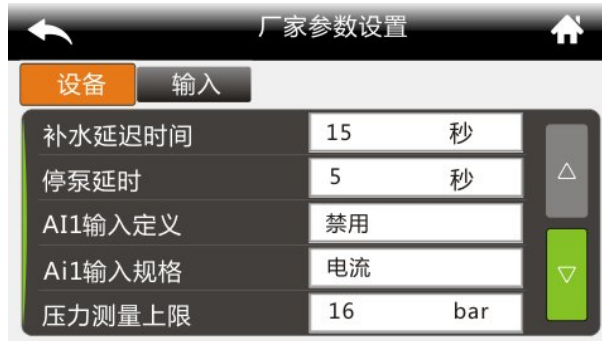 厂家参数设置
设备 输入
补水延迟时间 15 秒
停泵延时 5 秒
AI1输入定义 禁用
Ai1输入规格 电流
压力测量上限 16 bar